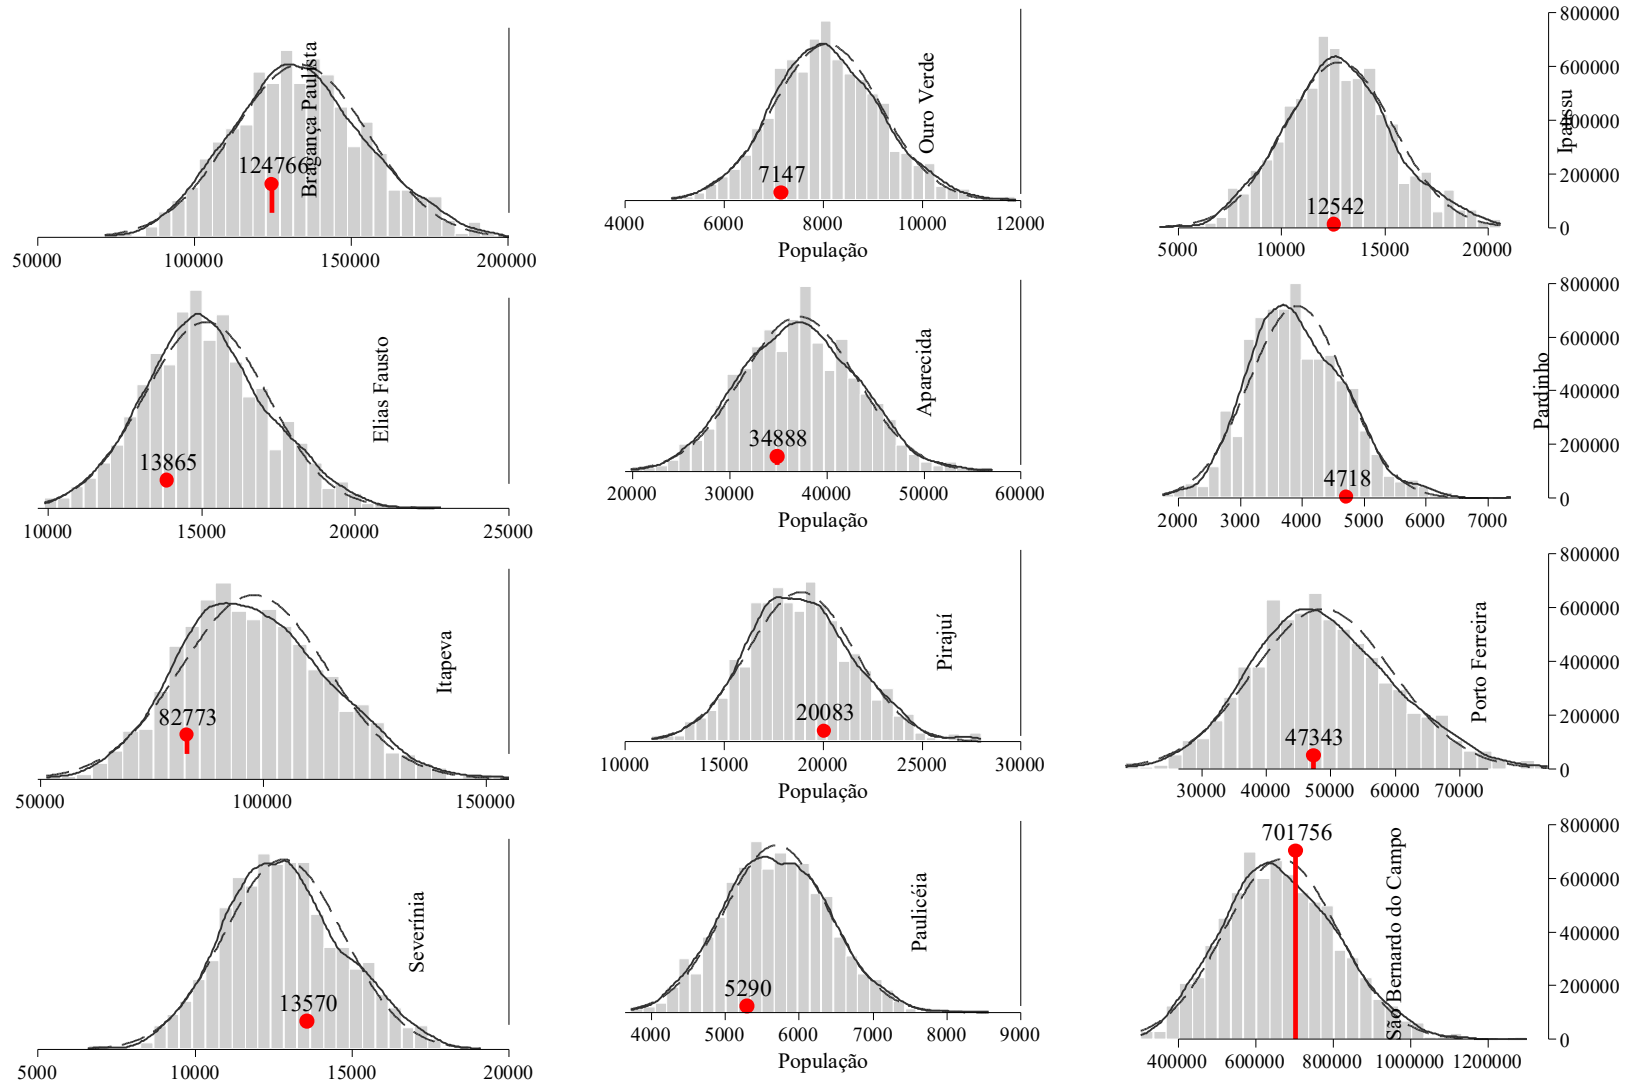 Bragança Paulista
124766
50000 100000 150000 200000
Ouro Verde
7147
4000 6000 8000 10000 12000
População
Ipaussu
12542
5000 10000 15000 20000
800000
600000
400000
200000
0
Elias Fausto
13865
10000 15000 20000 25000
Aparecida
34888
20000 30000 40000 50000 60000
População
Pardinho
4718
2000 3000 4000 5000 6000 7000
800000
600000
400000
200000
0
Itapeva
82773
50000 100000 150000
Pirajuí
20083
10000 15000 20000 25000 30000
População
Porto Ferreira
47343
30000 40000 50000 60000 70000
800000
600000
400000
200000
0
Severínia
13570
5000 10000 15000 20000
Paulicéia
5290
4000 5000 6000 7000 8000 9000
População
São Bernardo do Campo
701756
400000 600000 800000 1000000 1200000
800000
600000
400000
200000
0